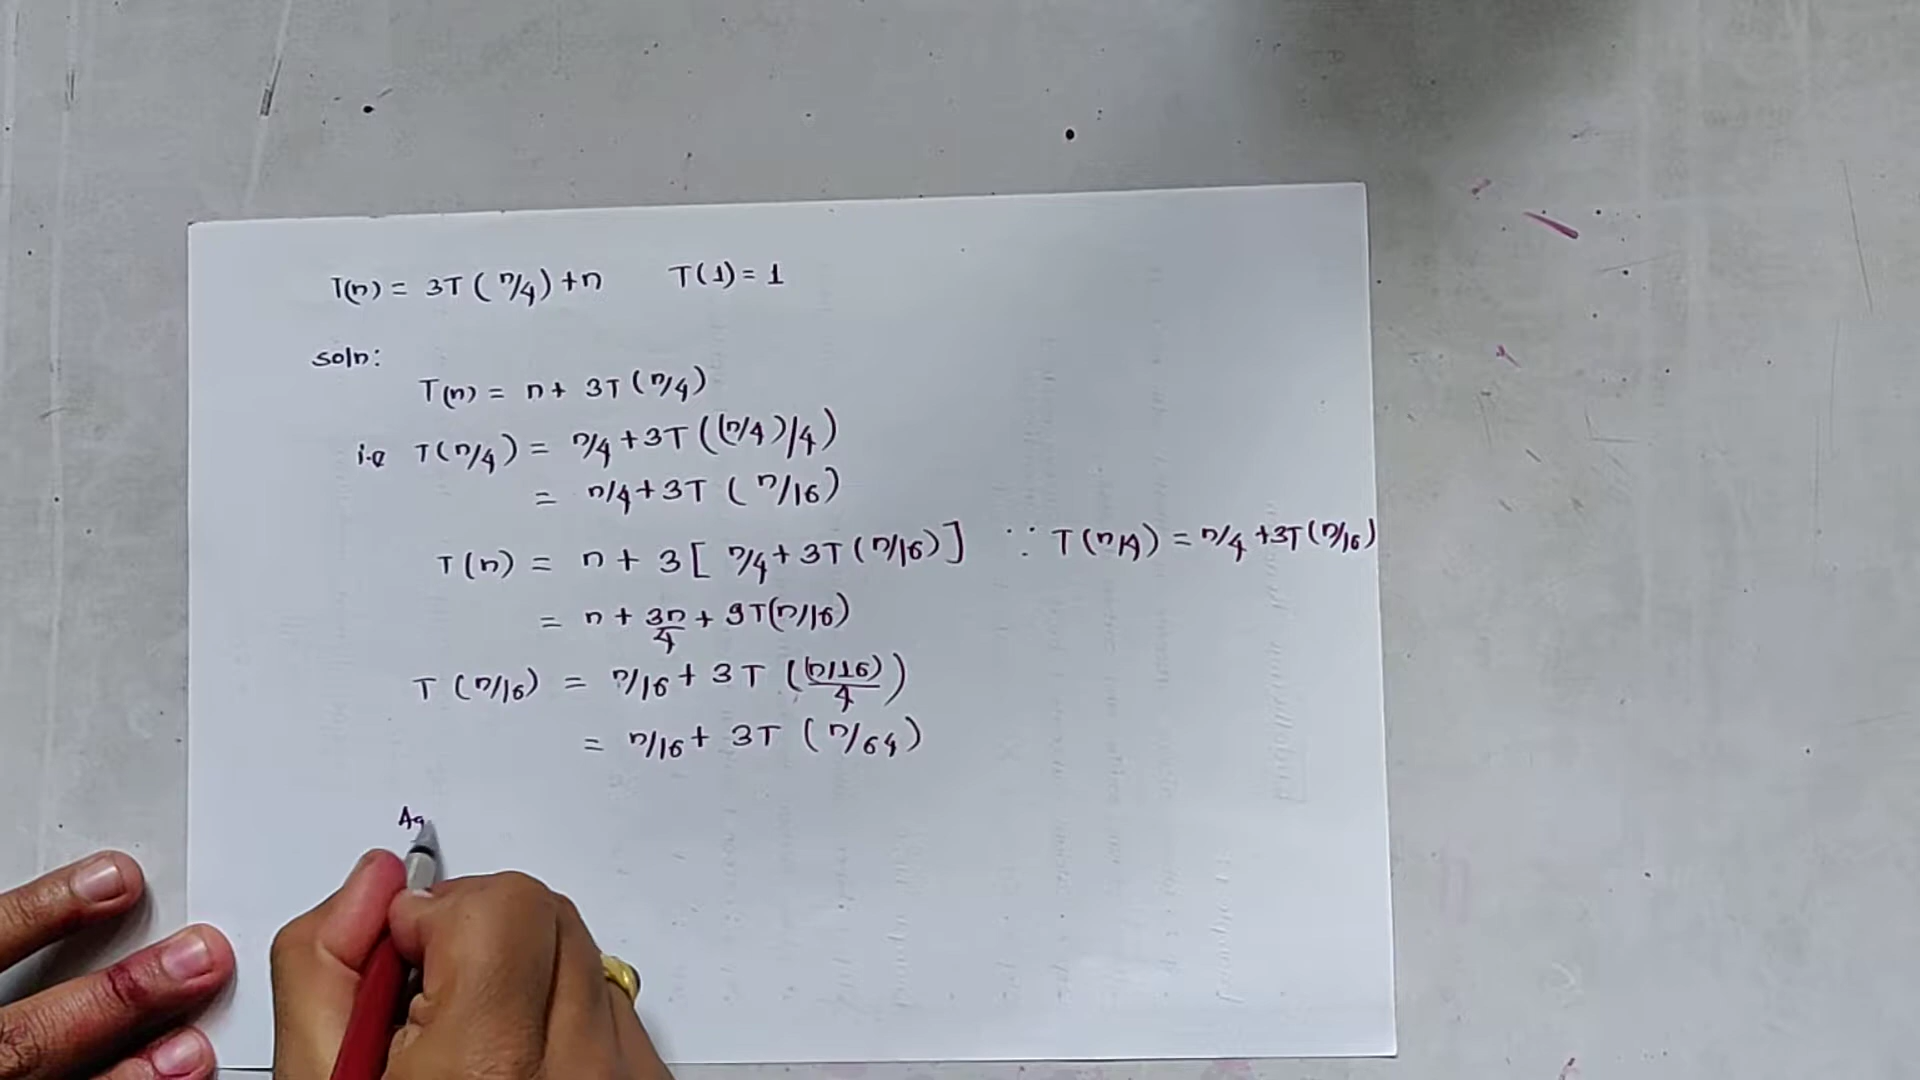 T(n) = 3T(n/4)+n T(1)=1
soln:
T(n) = n+ 3T(n/4)
i.e T(n/4) = n/4+3T((n/4)/4)
= n/4+3T (n/16)
T(n) = n + 3[ n/4+3T(n/16)] ∵ T(n/4) = n/4 +3T(n/16)
= n + 3n/4 + 9T(n/16)
T (n/16) = n/16 + 3T ((n/16)/4)
= n/16 + 3T (n/64)
Ag